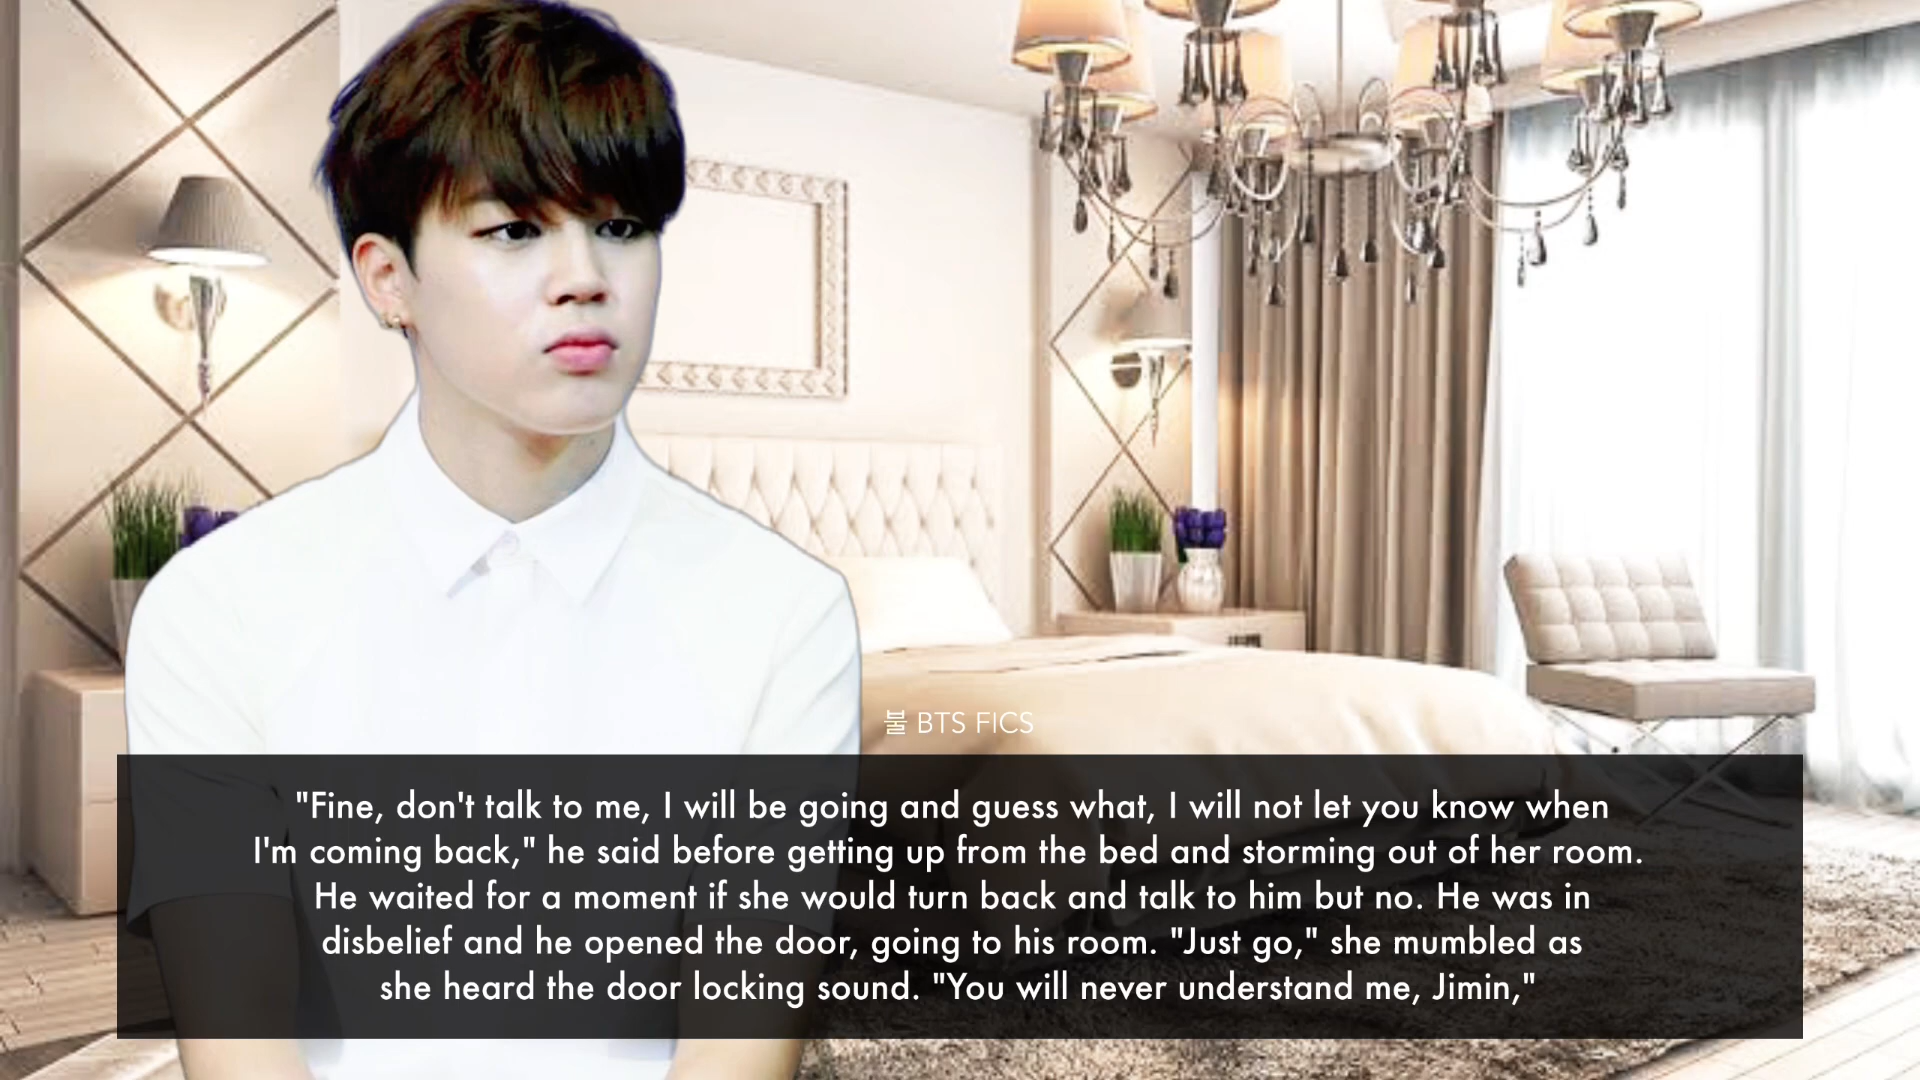 불 BTS FICS
"Fine, don't talk to me, I will be going and guess what, I will not let you know when
I'm coming back," he said before getting up from the bed and storming out of her room.
He waited for a moment if she would turn back and talk to him but no. He was in
disbelief and he opened the door, going to his room. "Just go," she mumbled as
she heard the door locking sound. "You will never understand me, Jimin,"